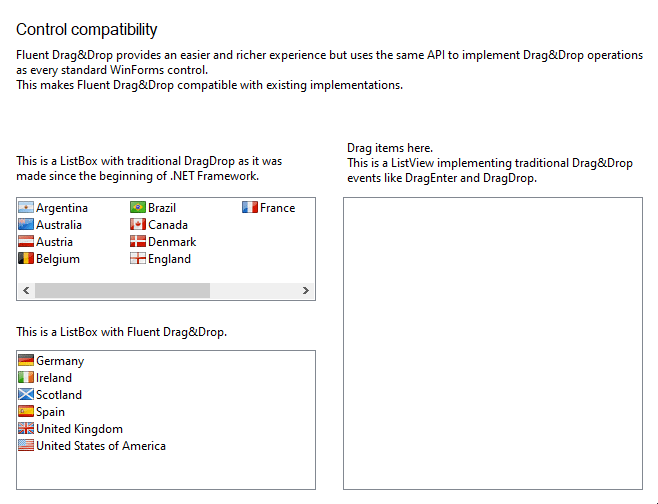 Control compatibility
Fluent Drag&Drop provides an easier and richer experience but uses the same API to implement Drag&Drop operations
as every standard WinForms control.
This makes Fluent Drag&Drop compatible with existing implementations.
This is a ListBox with traditional DragDrop as it was
made since the beginning of .NET Framework.
Argentina
Australia
Austria
Belgium
Brazil
Canada
Denmark
England
France
This is a ListBox with Fluent Drag&Drop.
Germany
Ireland
Scotland
Spain
United Kingdom
United States of America
Drag items here.
This is a ListView implementing traditional Drag&Drop
events like DragEnter and DragDrop.